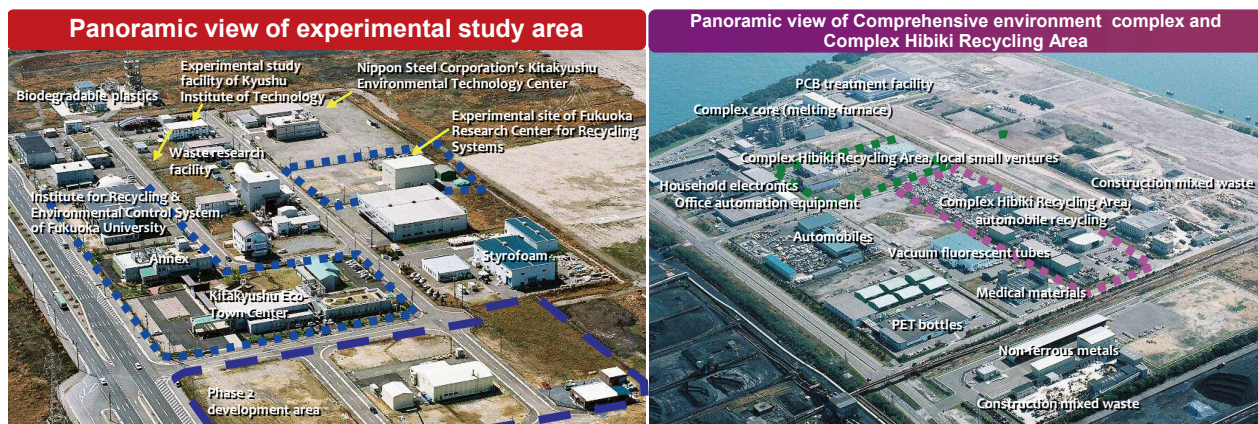 Panoramic view of experimental study area
Biodegradable plastics
Experimental study
facility of Kyushu
Institute of Technology
Nippon Steel Corporation's Kitakyushu
Environmental Technology Center
Experimental site of Fukuoka
Research Center for Recycling
Systems
Waste research
facility
Institute for Recycling &
Environmental Control System
of Fukuoka University
Annex
Styrofoam
Kitakyushu Eco
Town Center
Phase 2
development area
Panoramic view of Comprehensive environment complex and
Complex Hibiki Recycling Area
PCB treatment facility
Complex core (melting furnace)
Complex Hibiki Recycling Area, local small ventures
Household electronics
Office automation equipment
Construction mixed waste
Complex Hibiki Recycling Area,
automobile recycling
Automobiles
Vacuum fluorescent tubes
Medical materials
PET bottles
Non-ferrous metals
Construction mixed waste